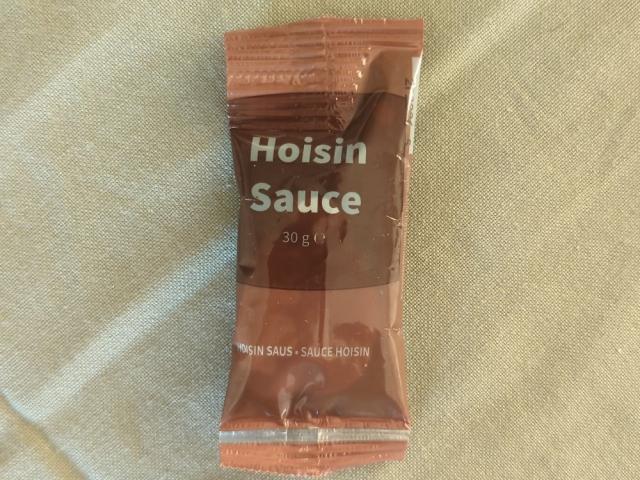 Hoisin
Sauce
30 g ℮
HOISIN SAUS • SAUCE HOISIN